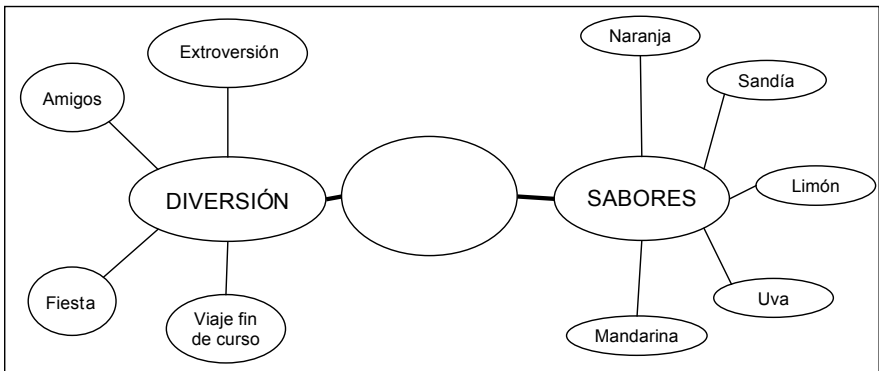 Extroversión
Amigos
DIVERSIÓN
Fiesta
Viaje fin
de curso
Naranja
Sandía
SABORES
Limón
Uva
Mandarina